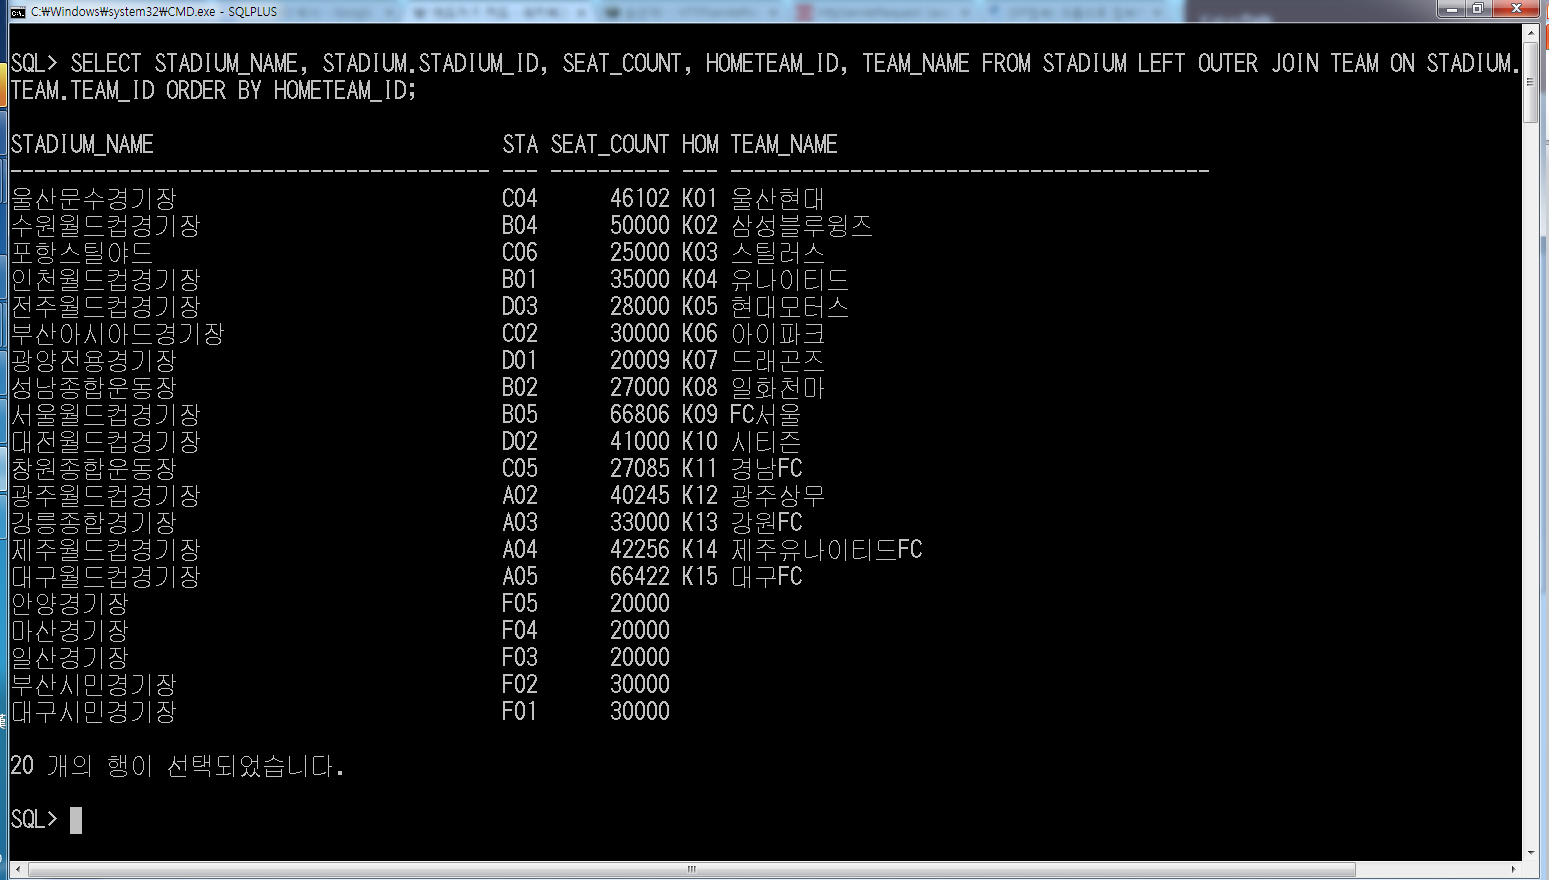 C:₩Windows₩system32₩CMD.exe - SQLPLUS
SQL> SELECT STADIUM_NAME, STADIUM.STADIUM_ID, SEAT_COUNT, HOMETEAM_ID, TEAM_NAME FROM STADIUM LEFT OUTER JOIN TEAM ON STADIUM.
TEAM.TEAM_ID ORDER BY HOMETEAM_ID;
STADIUM_NAME STA SEAT_COUNT HOM TEAM_NAME
---------------------------------------- --- ---------- --- ----------------------------------------
울산문수경기장 C04 46102 K01 울산현대
수원월드컵경기장 B04 50000 K02 삼성블루윙즈
포항스틸야드 C06 25000 K03 스틸러스
인천월드컵경기장 B01 35000 K04 유나이티드
전주월드컵경기장 D03 28000 K05 현대모터스
부산아시아드경기장 C02 30000 K06 아이파크
광양전용경기장 D01 20009 K07 드래곤즈
성남종합운동장 B02 27000 K08 일화천마
서울월드컵경기장 B05 66806 K09 FC서울
대전월드컵경기장 D02 41000 K10 시티즌
창원종합운동장 C05 27085 K11 경남FC
광주월드컵경기장 A02 40245 K12 광주상무
강릉종합경기장 A03 33000 K13 강원FC
제주월드컵경기장 A04 42256 K14 제주유나이티드FC
대구월드컵경기장 A05 66422 K15 대구FC
안양경기장 F05 20000
마산경기장 F04 20000
일산경기장 F03 20000
부산시민경기장 F02 30000
대구시민경기장 F01 30000
20 개의 행이 선택되었습니다.
SQL>